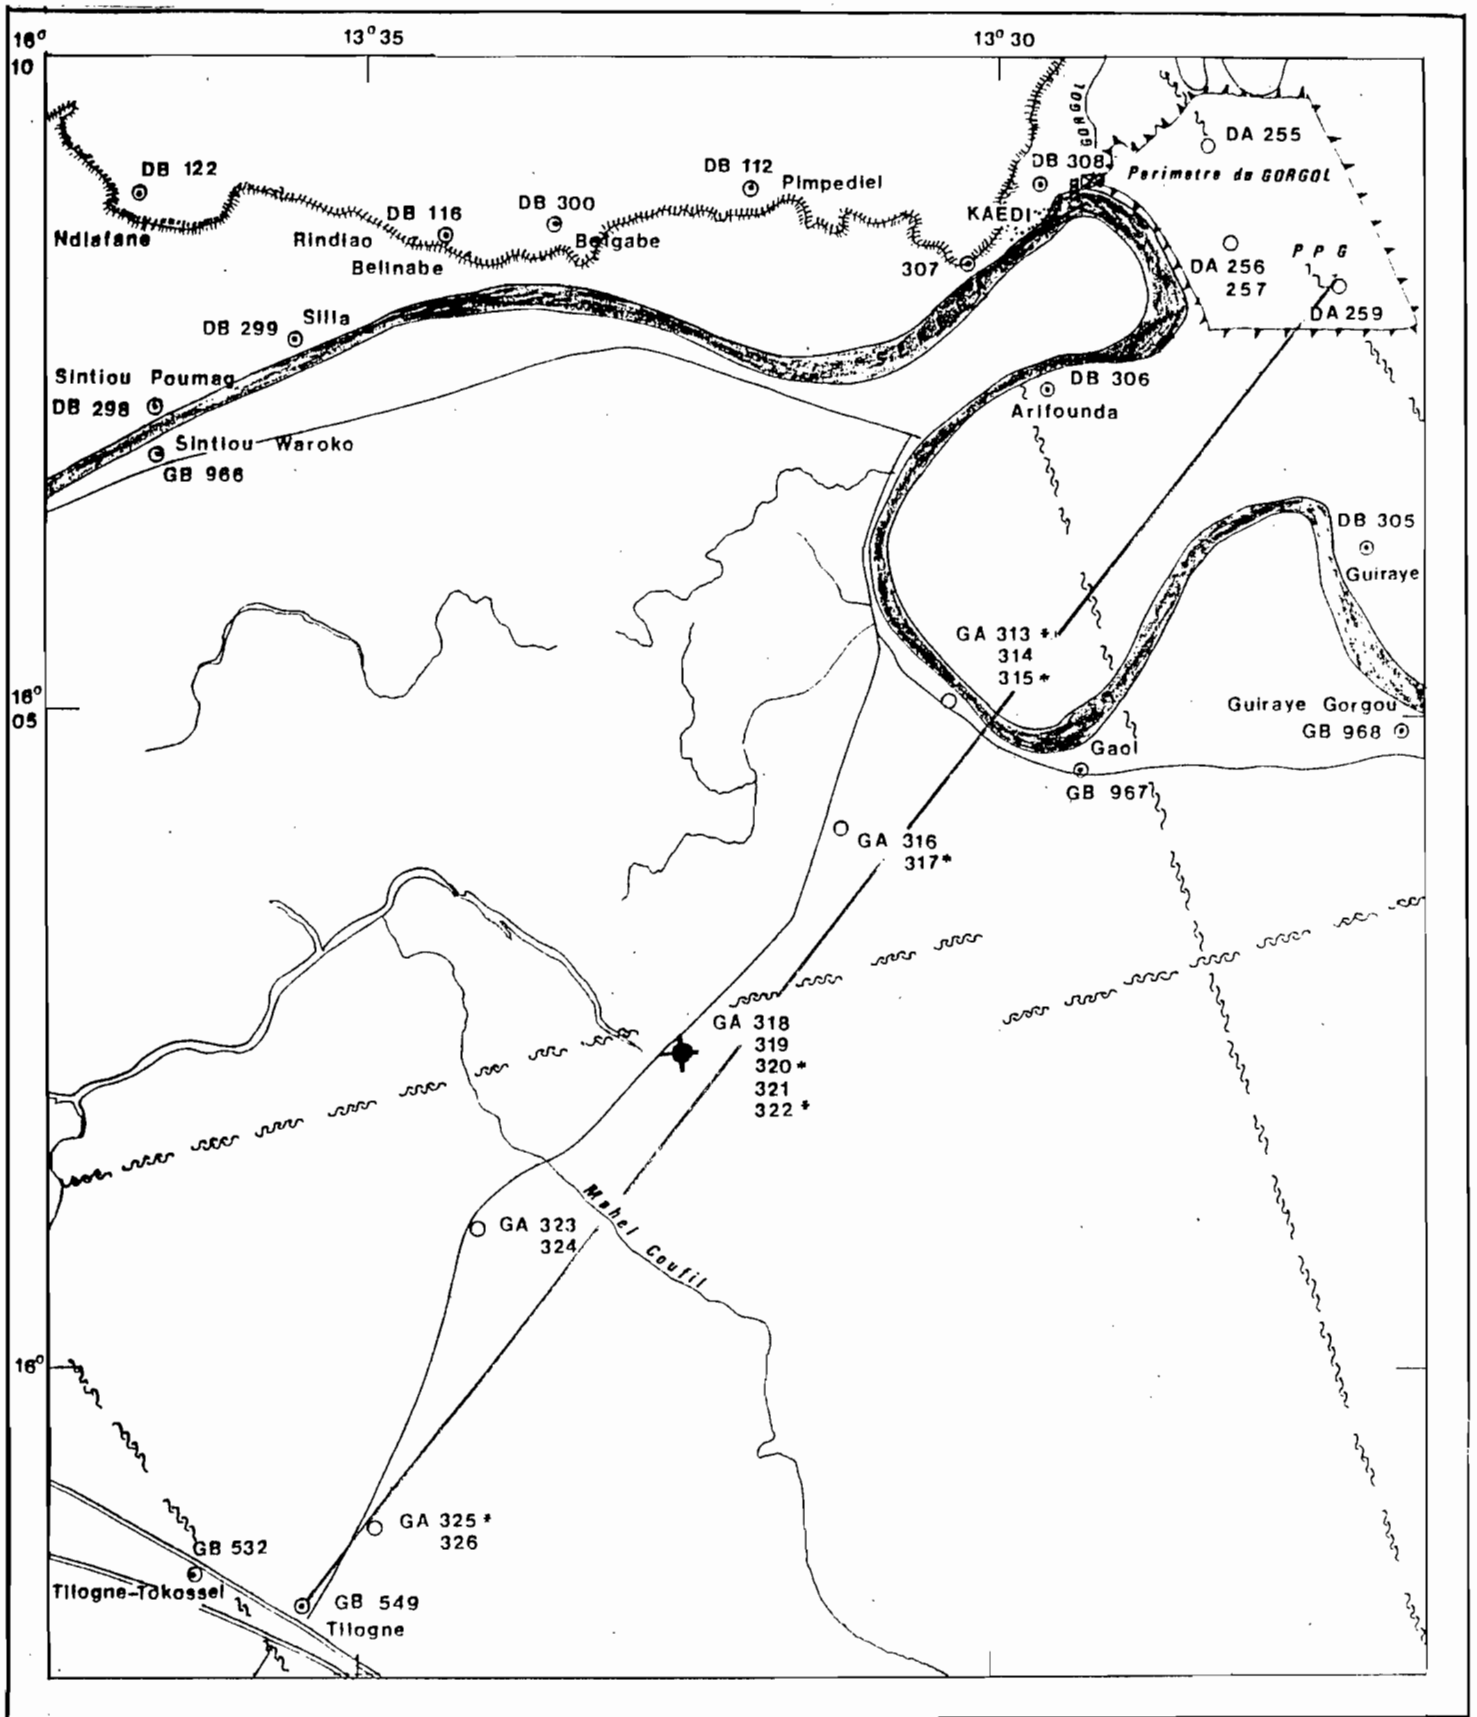 16°
10
13° 35
13° 30
GORGOL
DA 255
DB 308
Perimetre du GORGOL
DB 122
DB 112
Pimpediel
DB 300
DB 116
KAEDI
Ndiafane
Rindiao
Belgabe
Belinabe
307
DA 256
257
P P G
DA 259
DB 299
Silla
Sintiou Poumag
DB 298
DB 306
Arifounda
Sintiou Waroko
GB 966
DB 305
Guiraye
GA 313 *
314
315 *
16°
05
Guiraye Gorgou
GB 968
Gaol
GB 967
GA 316
317 *
GA 318
319
320 *
321
322 *
Mahel Coufil
GA 323
324
16°
GA 325 *
326
GB 532
Tilogne-Tokossel
GB 549
Tilogne